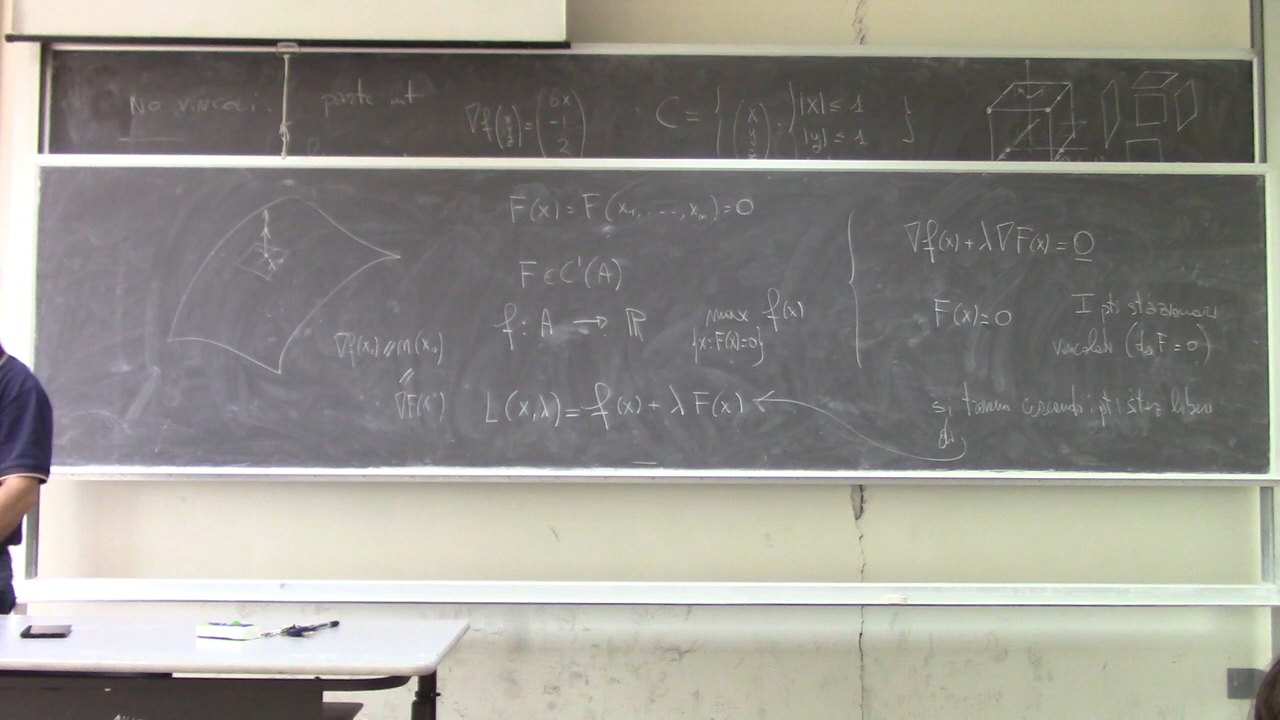 NO VINCOLI. parte int ∇f(x y z) = (6x -1 2) : C = { (x y z) : { |x| ≤ 1
|y| ≤ 1 }
F(x) = F(x₁, ...., xₙ) = 0
F ∈ C¹(A)
f : A → ℝ
max f(x)
{x : F(x)=0}
∇f(x₀) // n(x₀)
//
∇F(x
L(x,λ) = f(x) + λ F(x)
∇f(x) + λ∇F(x) = 0
F(x) = 0
I pti stazionari
vincolati (da F = 0)
si trovano cercando i pti staz liberi
di